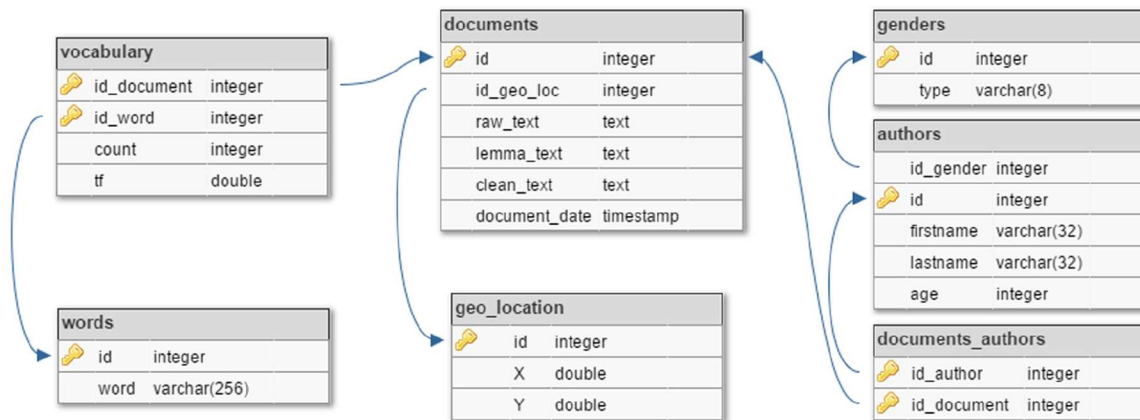 vocabulary
id_document integer
id_word integer
count integer
tf double
words
id integer
word varchar(256)
documents
id integer
id_geo_loc integer
raw_text text
lemma_text text
clean_text text
document_date timestamp
geo_location
id integer
X double
Y double
genders
id integer
type varchar(8)
authors
id_gender integer
id integer
firstname varchar(32)
lastname varchar(32)
age integer
documents_authors
id_author integer
id_document integer